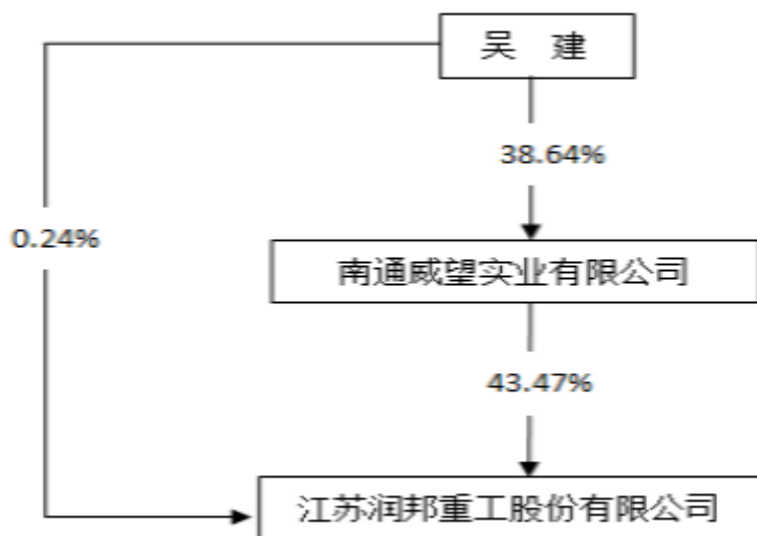 吴 建
38.64%
0.24%
南通威望实业有限公司
43.47%
江苏润邦重工股份有限公司